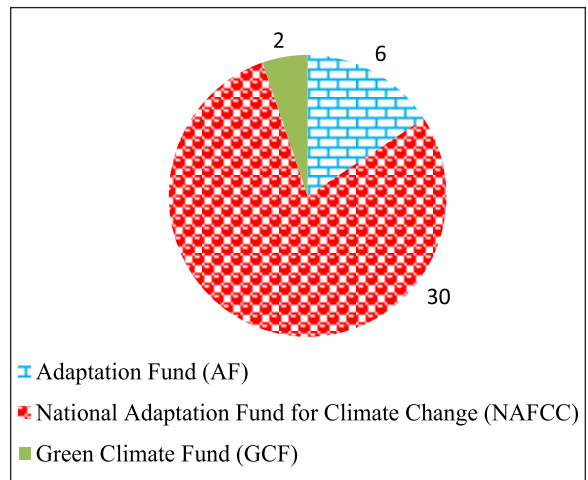 2
6
30
Adaptation Fund (AF)
National Adaptation Fund for Climate Change (NAFCC)
Green Climate Fund (GCF)